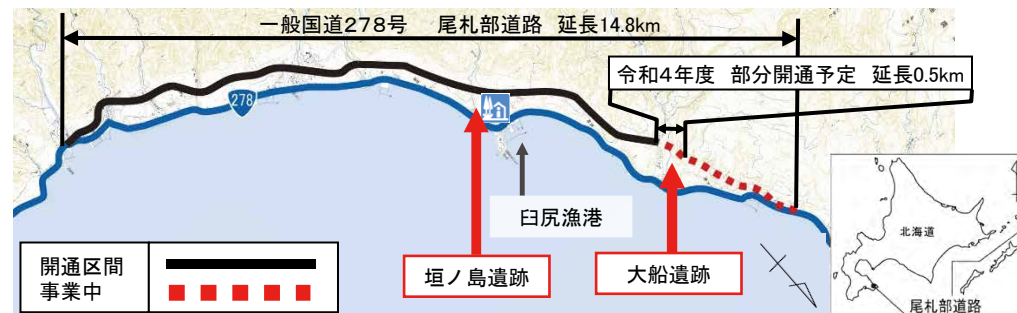 一般国道278号 尾札部道路 延長14.8km
令和4年度 部分開通予定 延長0.5km
278
臼尻漁港
垣ノ島遺跡
大船遺跡
開通区間
事業中
北海道
尾札部道路